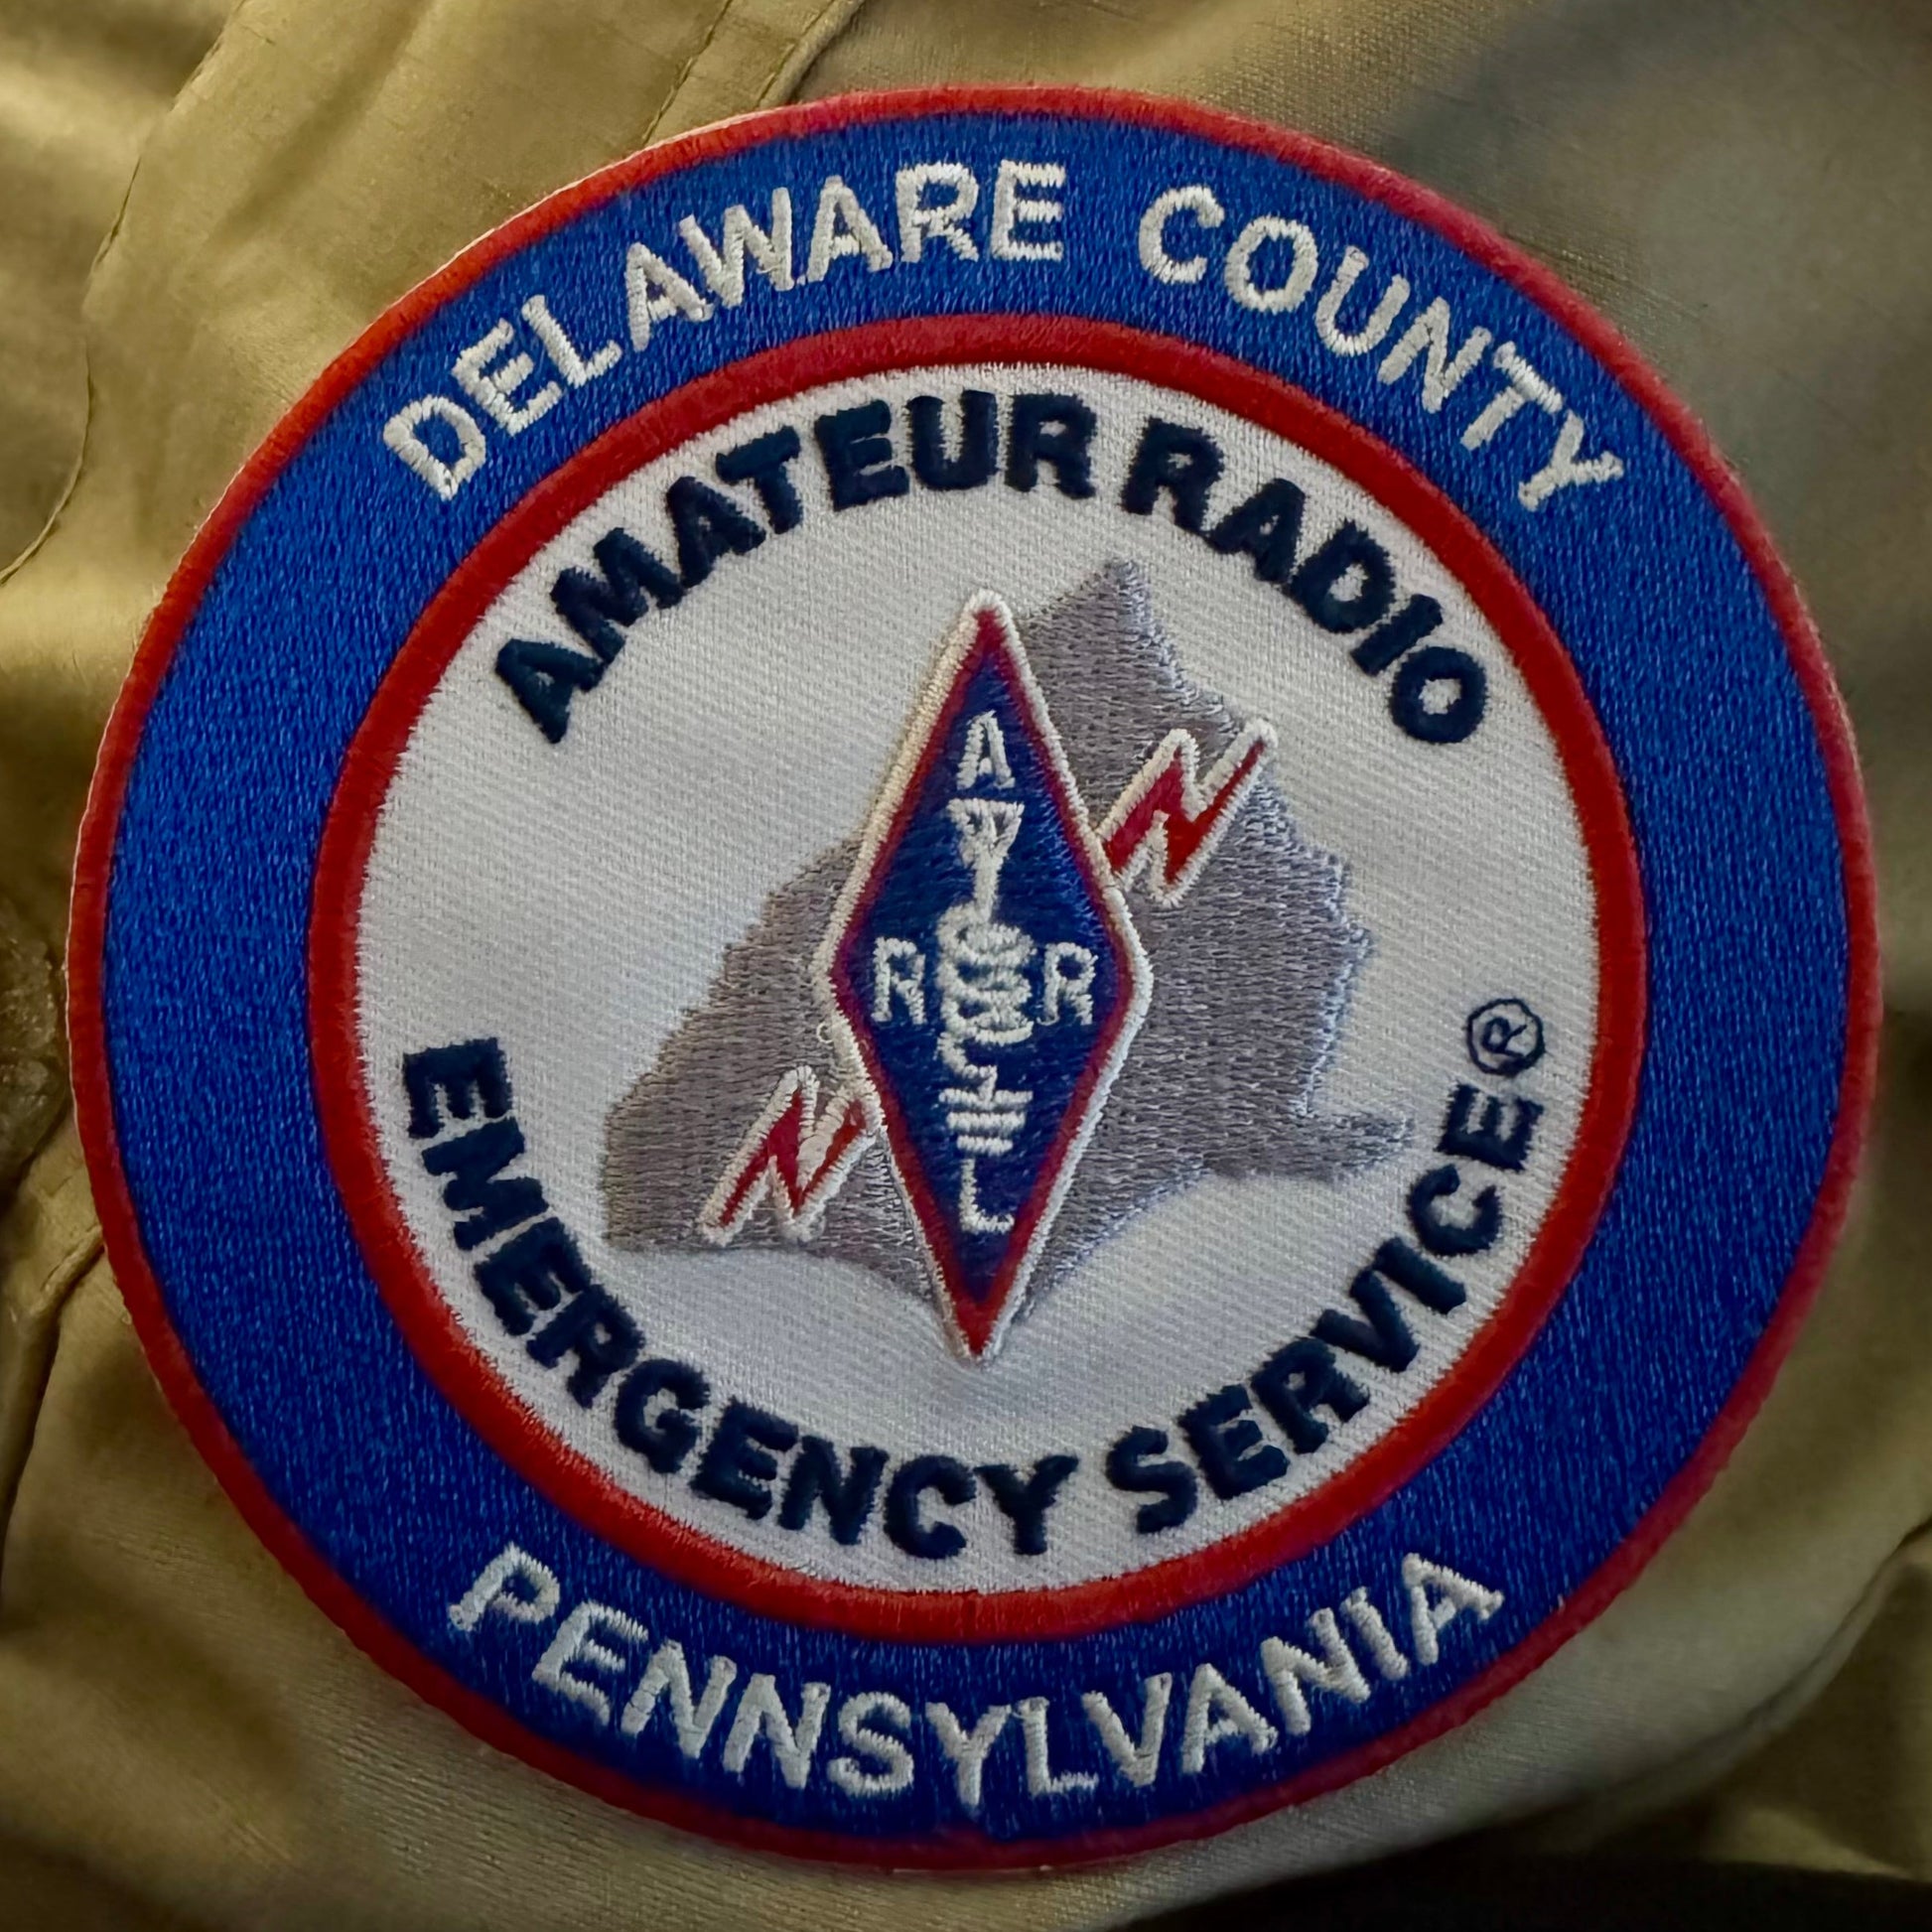 DELAWARE COUNTY
AMATEUR RADIO
A
R R
L
EMERGENCY SERVICE®
PENNSYLVANIA